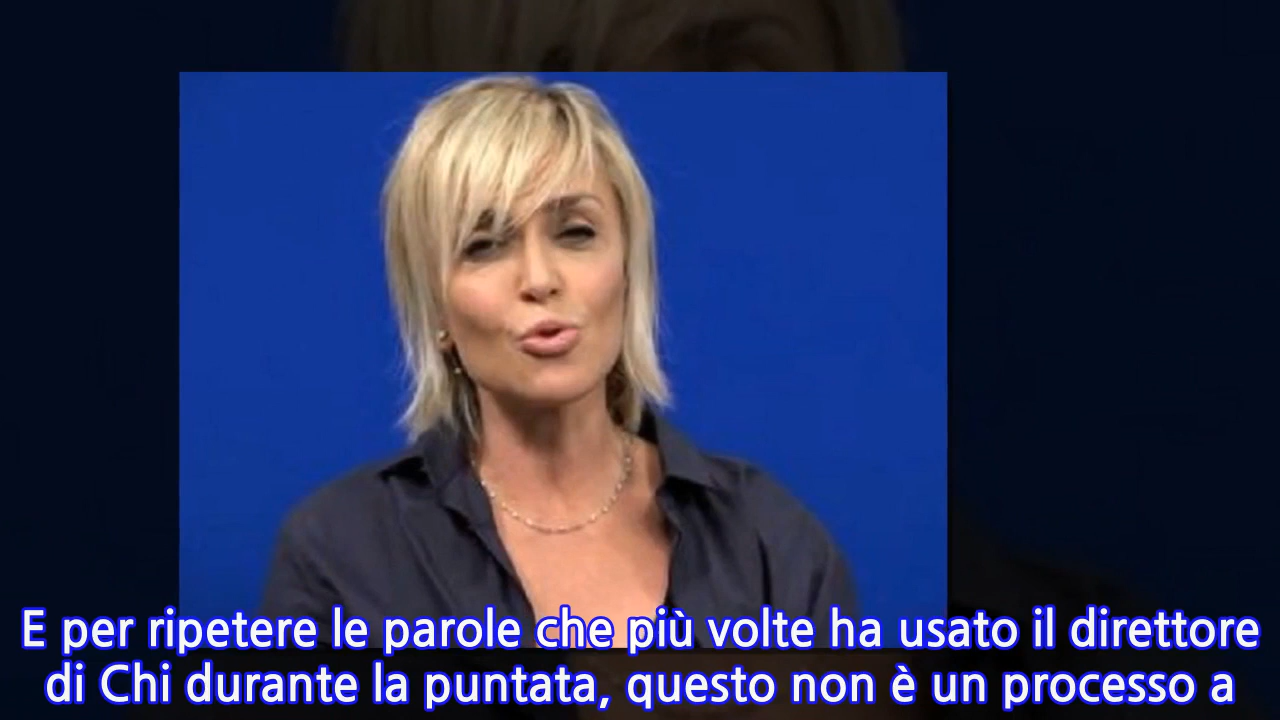 E per ripetere le parole che più volte ha usato il direttore
di Chi durante la puntata, questo non è un processo a